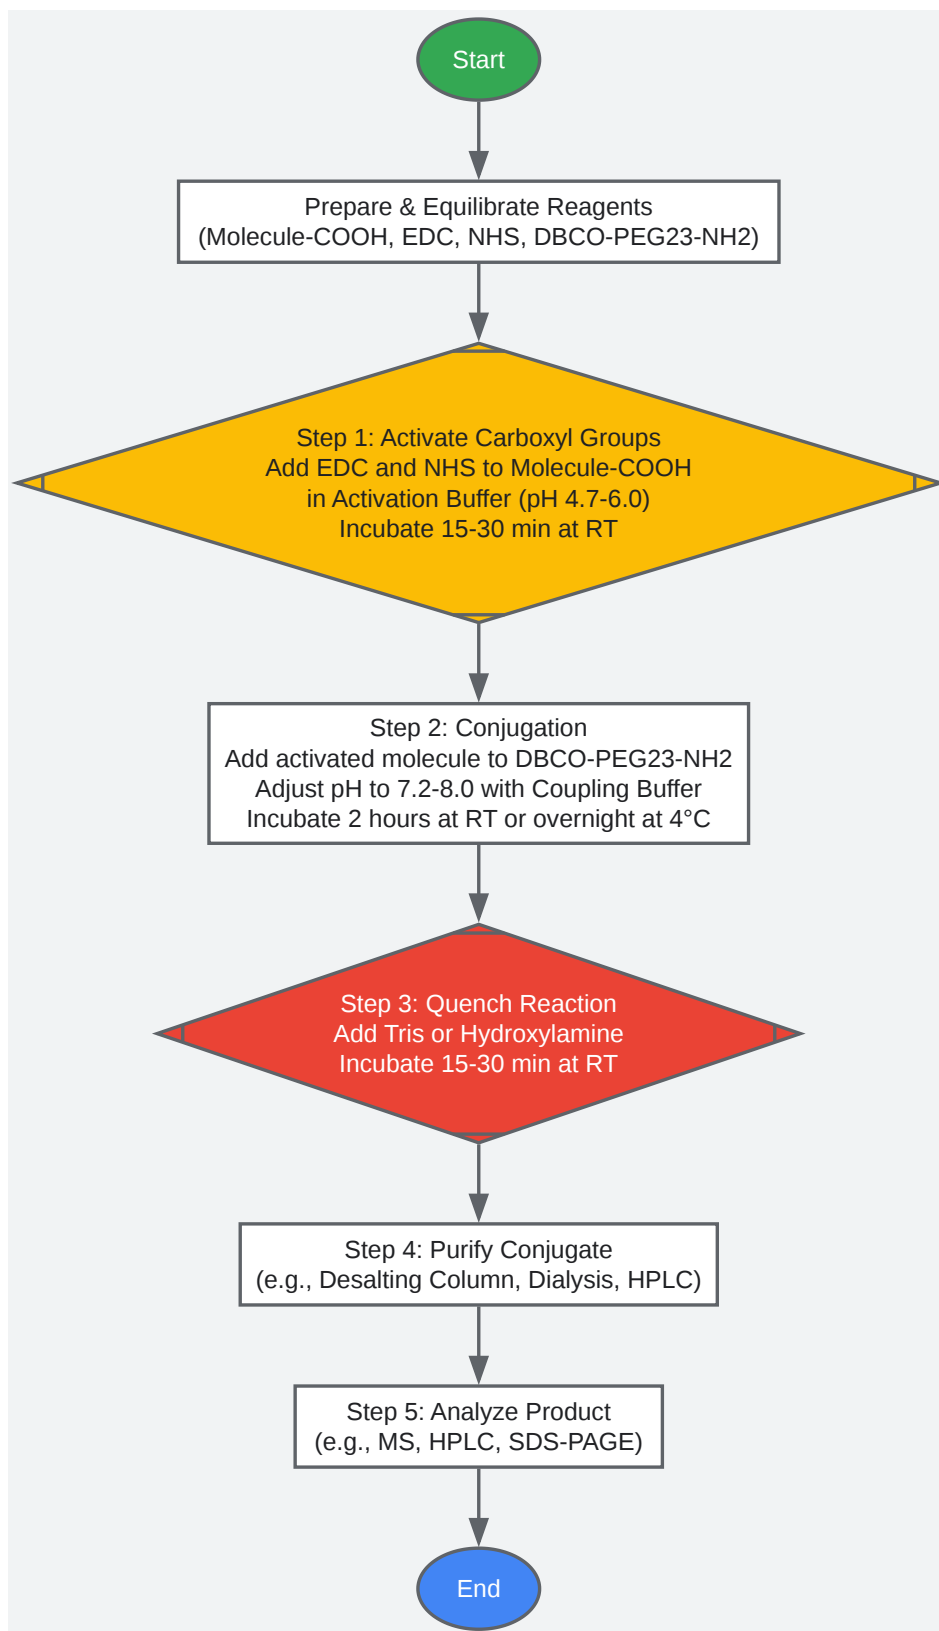 Start
Prepare & Equilibrate Reagents
(Molecule-COOH, EDC, NHS, DBCO-PEG23-NH2)
Step 1: Activate Carboxyl Groups
Add EDC and NHS to Molecule-COOH
in Activation Buffer (pH 4.7-6.0)
Incubate 15-30 min at RT
Step 2: Conjugation
Add activated molecule to DBCO-PEG23-NH2
Adjust pH to 7.2-8.0 with Coupling Buffer
Incubate 2 hours at RT or overnight at 4°C
Step 3: Quench Reaction
Add Tris or Hydroxylamine
Incubate 15-30 min at RT
Step 4: Purify Conjugate
(e.g., Desalting Column, Dialysis, HPLC)
Step 5: Analyze Product
(e.g., MS, HPLC, SDS-PAGE)
End